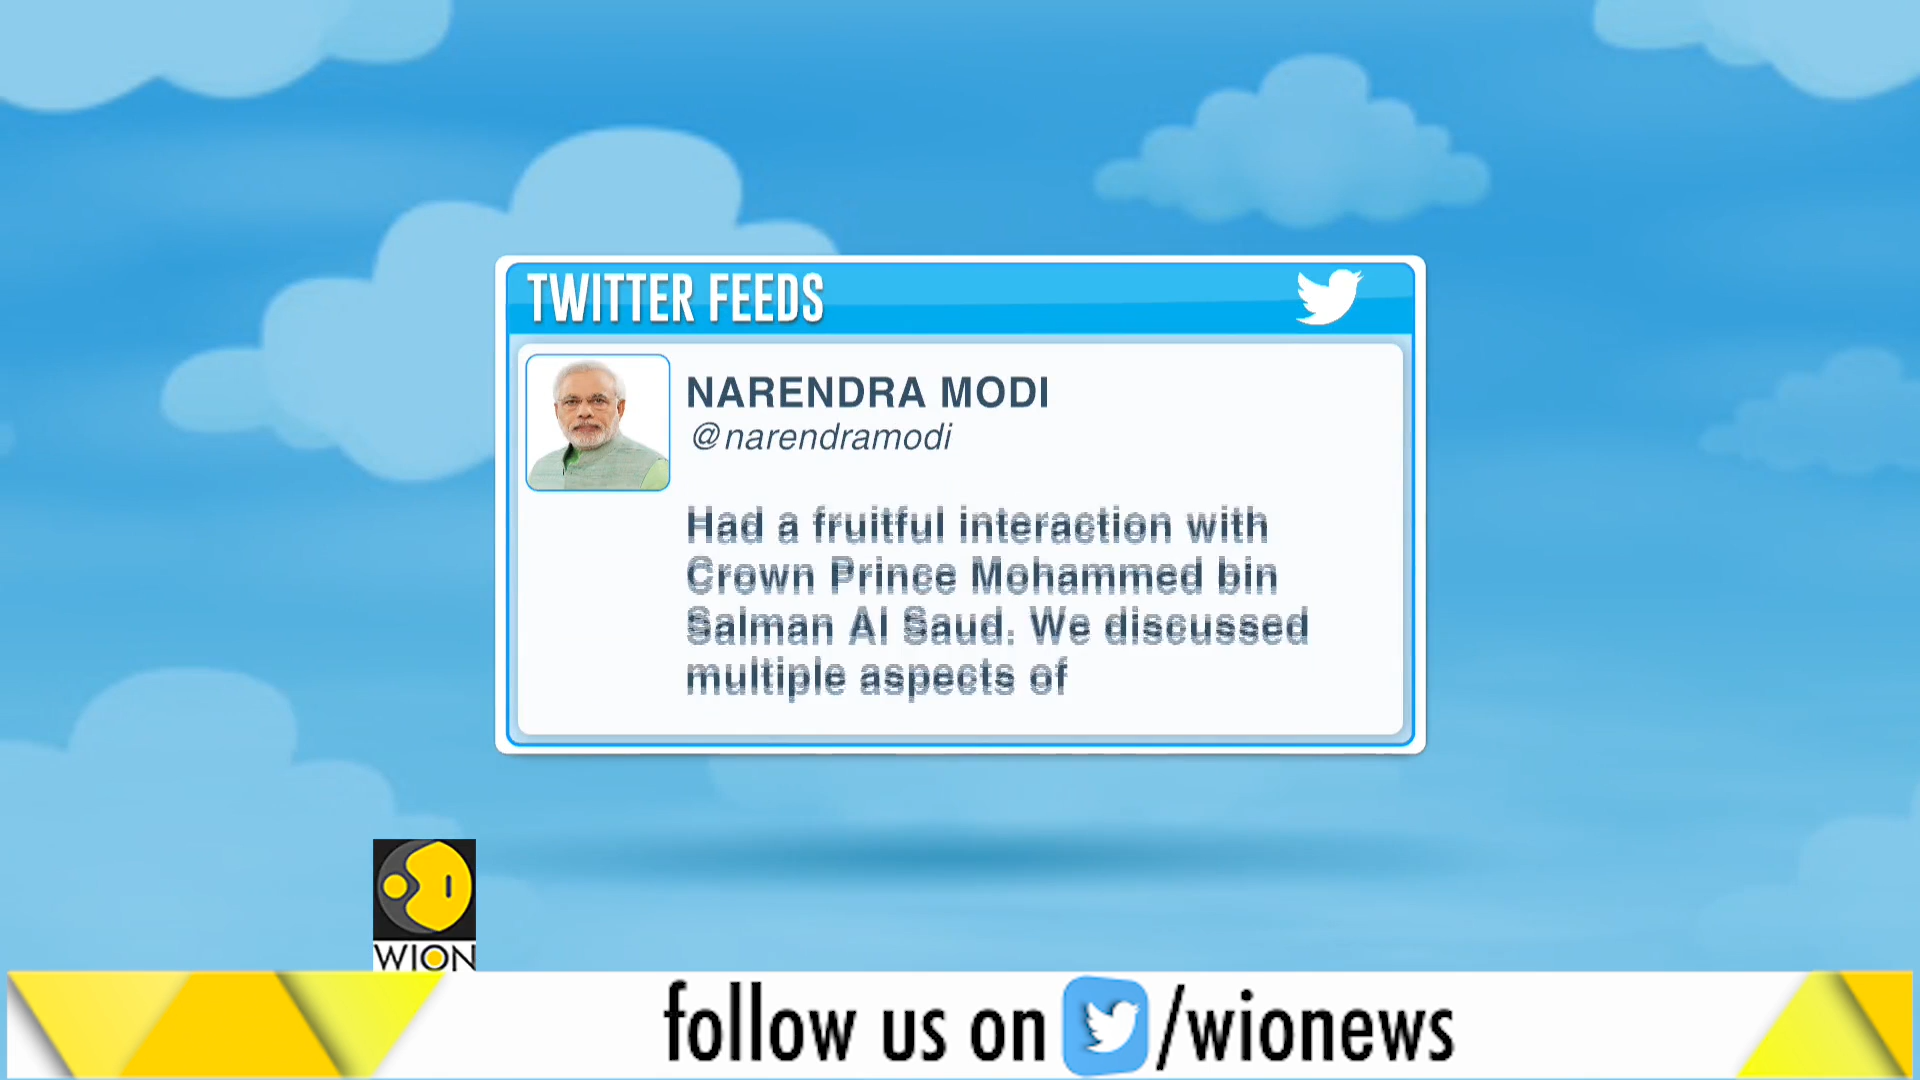 TWITTER FEEDS
NARENDRA MODI
@narendramodi
Had a fruitful interaction with
Crown Prince Mohammed bin
Salman Al Saud. We discussed
multiple aspects of
WION
follow us on /wionews